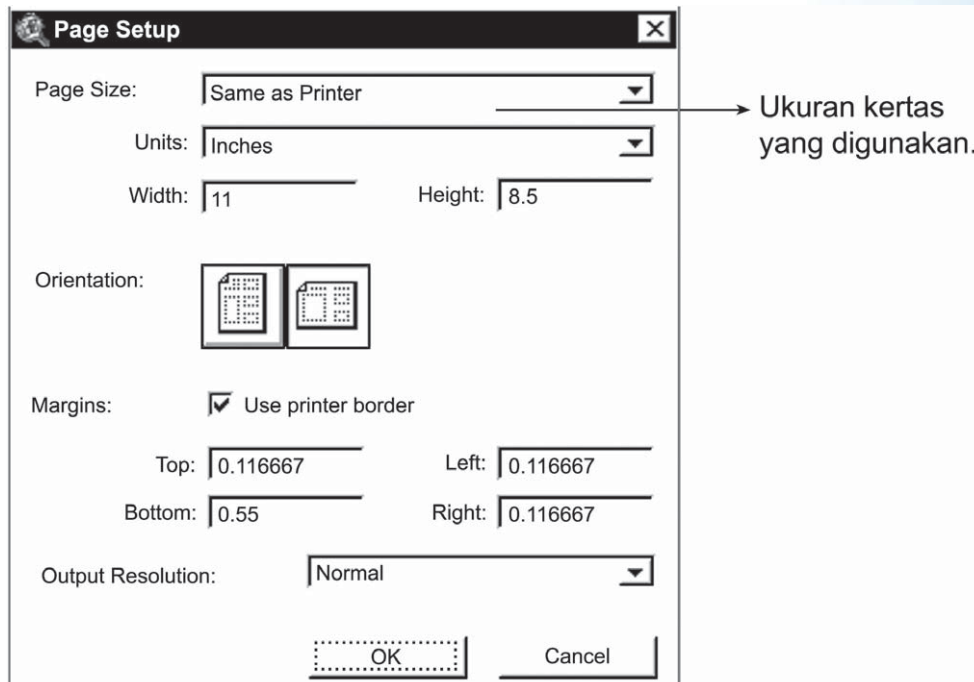 Page Setup
Page Size: Same as Printer
Ukuran kertas
yang digunakan.
Units: Inches
Width: 11 Height: 8.5
Orientation:
Margins: Use printer border
Top: 0.116667 Left: 0.116667
Bottom: 0.55 Right: 0.116667
Output Resolution: Normal
OK Cancel